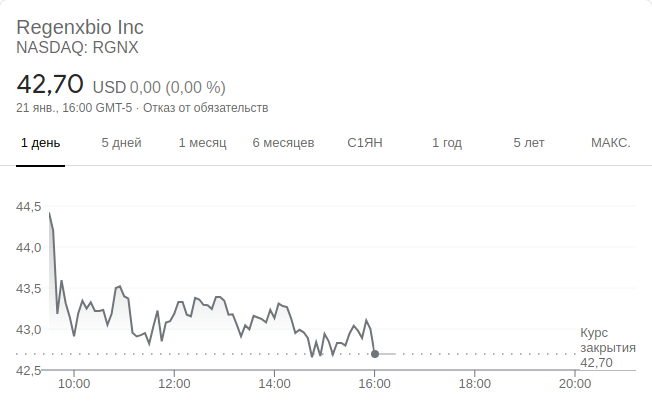 Regenxbio Inc
NASDAQ: RGNX
42,70 USD 0,00 (0,00 %)
21 янв., 16:00 GMT-5 · Отказ от обязательств
1 день 5 дней 1 месяц 6 месяцев С1ЯН 1 год 5 лет МАКС.
44,5
44,0
43,5
43,0
Курс
закрытия
42,70
42,5
10:00 12:00 14:00 16:00 18:00 20:00